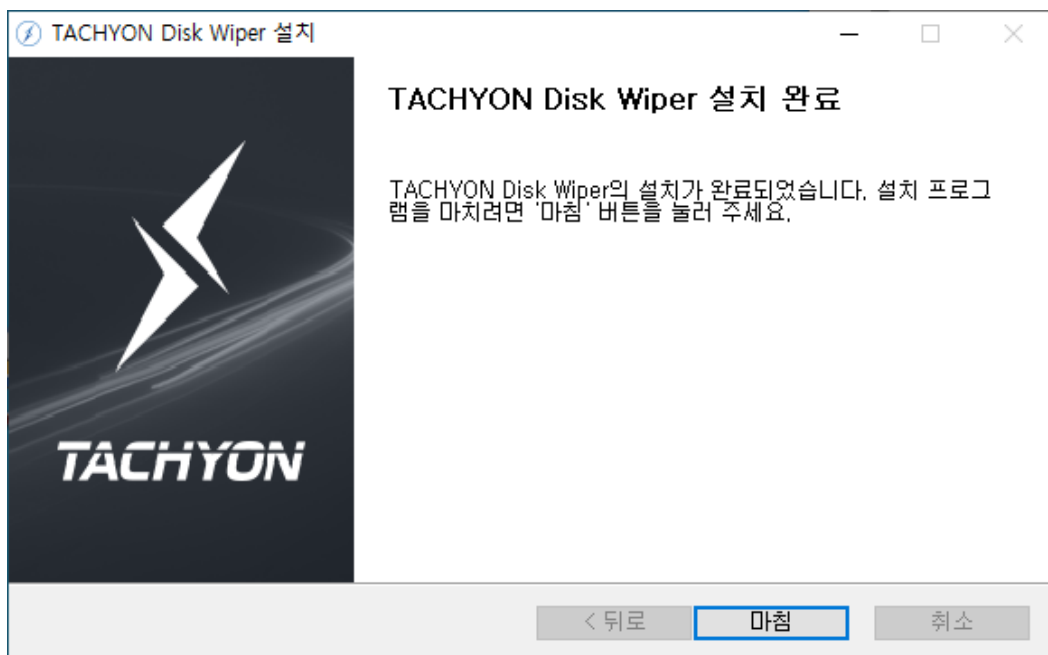 TACHYON Disk Wiper 설치
TACHYON Disk Wiper 설치 완료
TACHYON Disk Wiper의 설치가 완료되었습니다. 설치 프로그
램을 마치려면 '마침' 버튼을 눌러 주세요.
TACHYON
< 뒤로
마침
취소